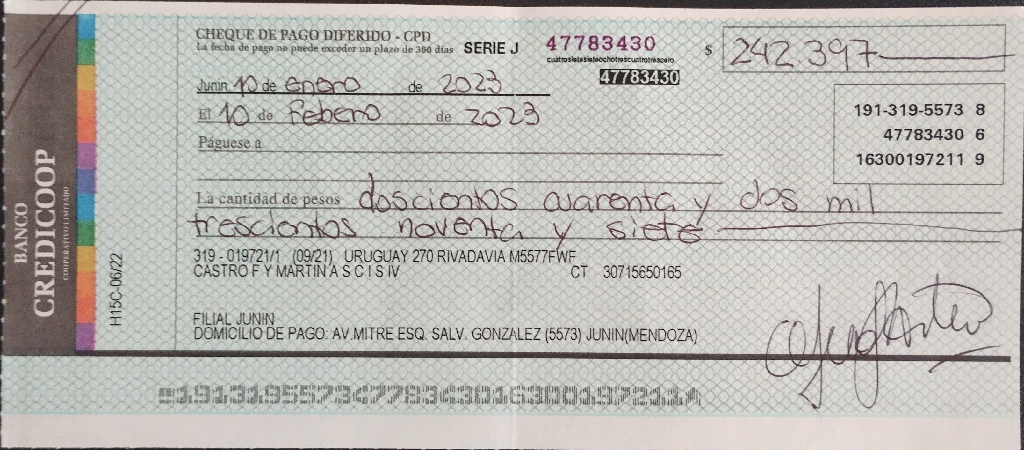 BANCO
CREDICOOP
COOPERATIVO LIMITADO
H15C-06/22
CHEQUE DE PAGO DIFERIDO - CPD
La fecha de pago no puede exceder un plazo de 360 días
SERIE J
47783430
cuatrosietesieteochotrescuatrotrescero
47783430
$ 242.397
Junin, 10 de enero de 2023
El 10 de Febero de 2023
191-319-5573 8
47783430 6
16300197211 9
Páguese a
La cantidad de pesos doscientos cuarenta y dos mil
trescientos noventa y siete
319 - 019721/1 (09/21) URUGUAY 270 RIVADAVIA M5577FWF
CASTRO F Y MARTIN A S C I S IV CT 30715650165
FILIAL JUNIN
DOMICILIO DE PAGO: AV.MITRE ESQ. SALV. GONZALEZ (5573) JUNIN(MENDOZA)